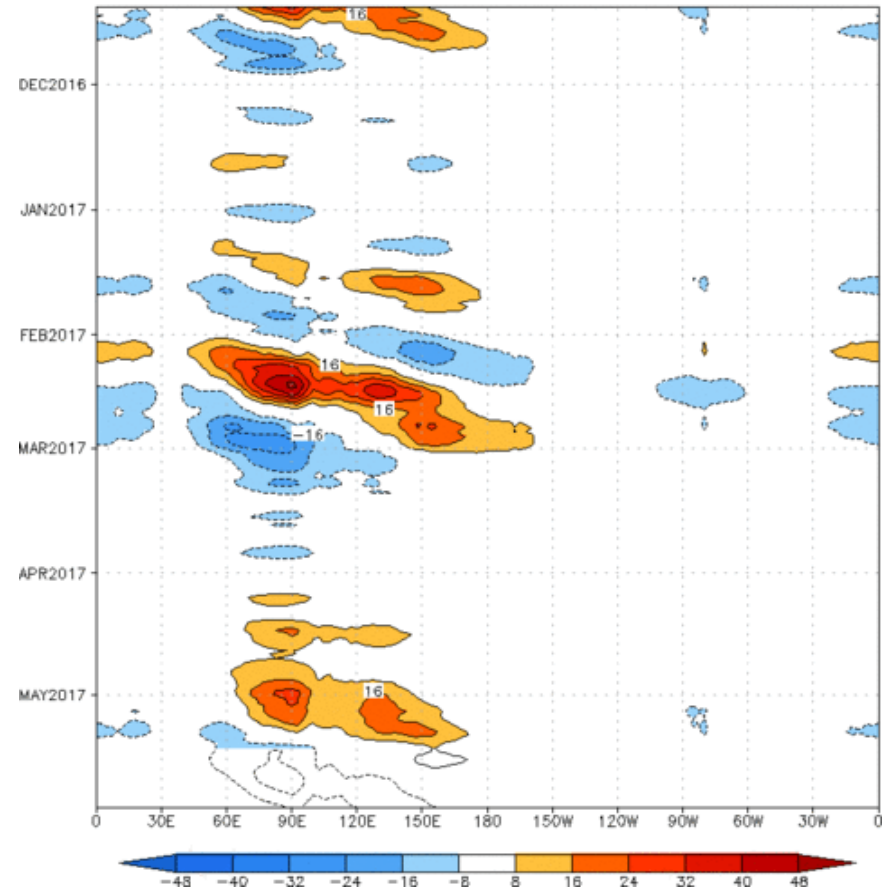 16
DEC2016
JAN2017
FEB2017
16
16
-16
MAR2017
APR2017
16
MAY2017
0 30E 60E 90E 120E 150E 180 150W 120W 90W 60W 30W 0
-48 -40 -32 -24 -16 -8 8 16 24 32 40 48